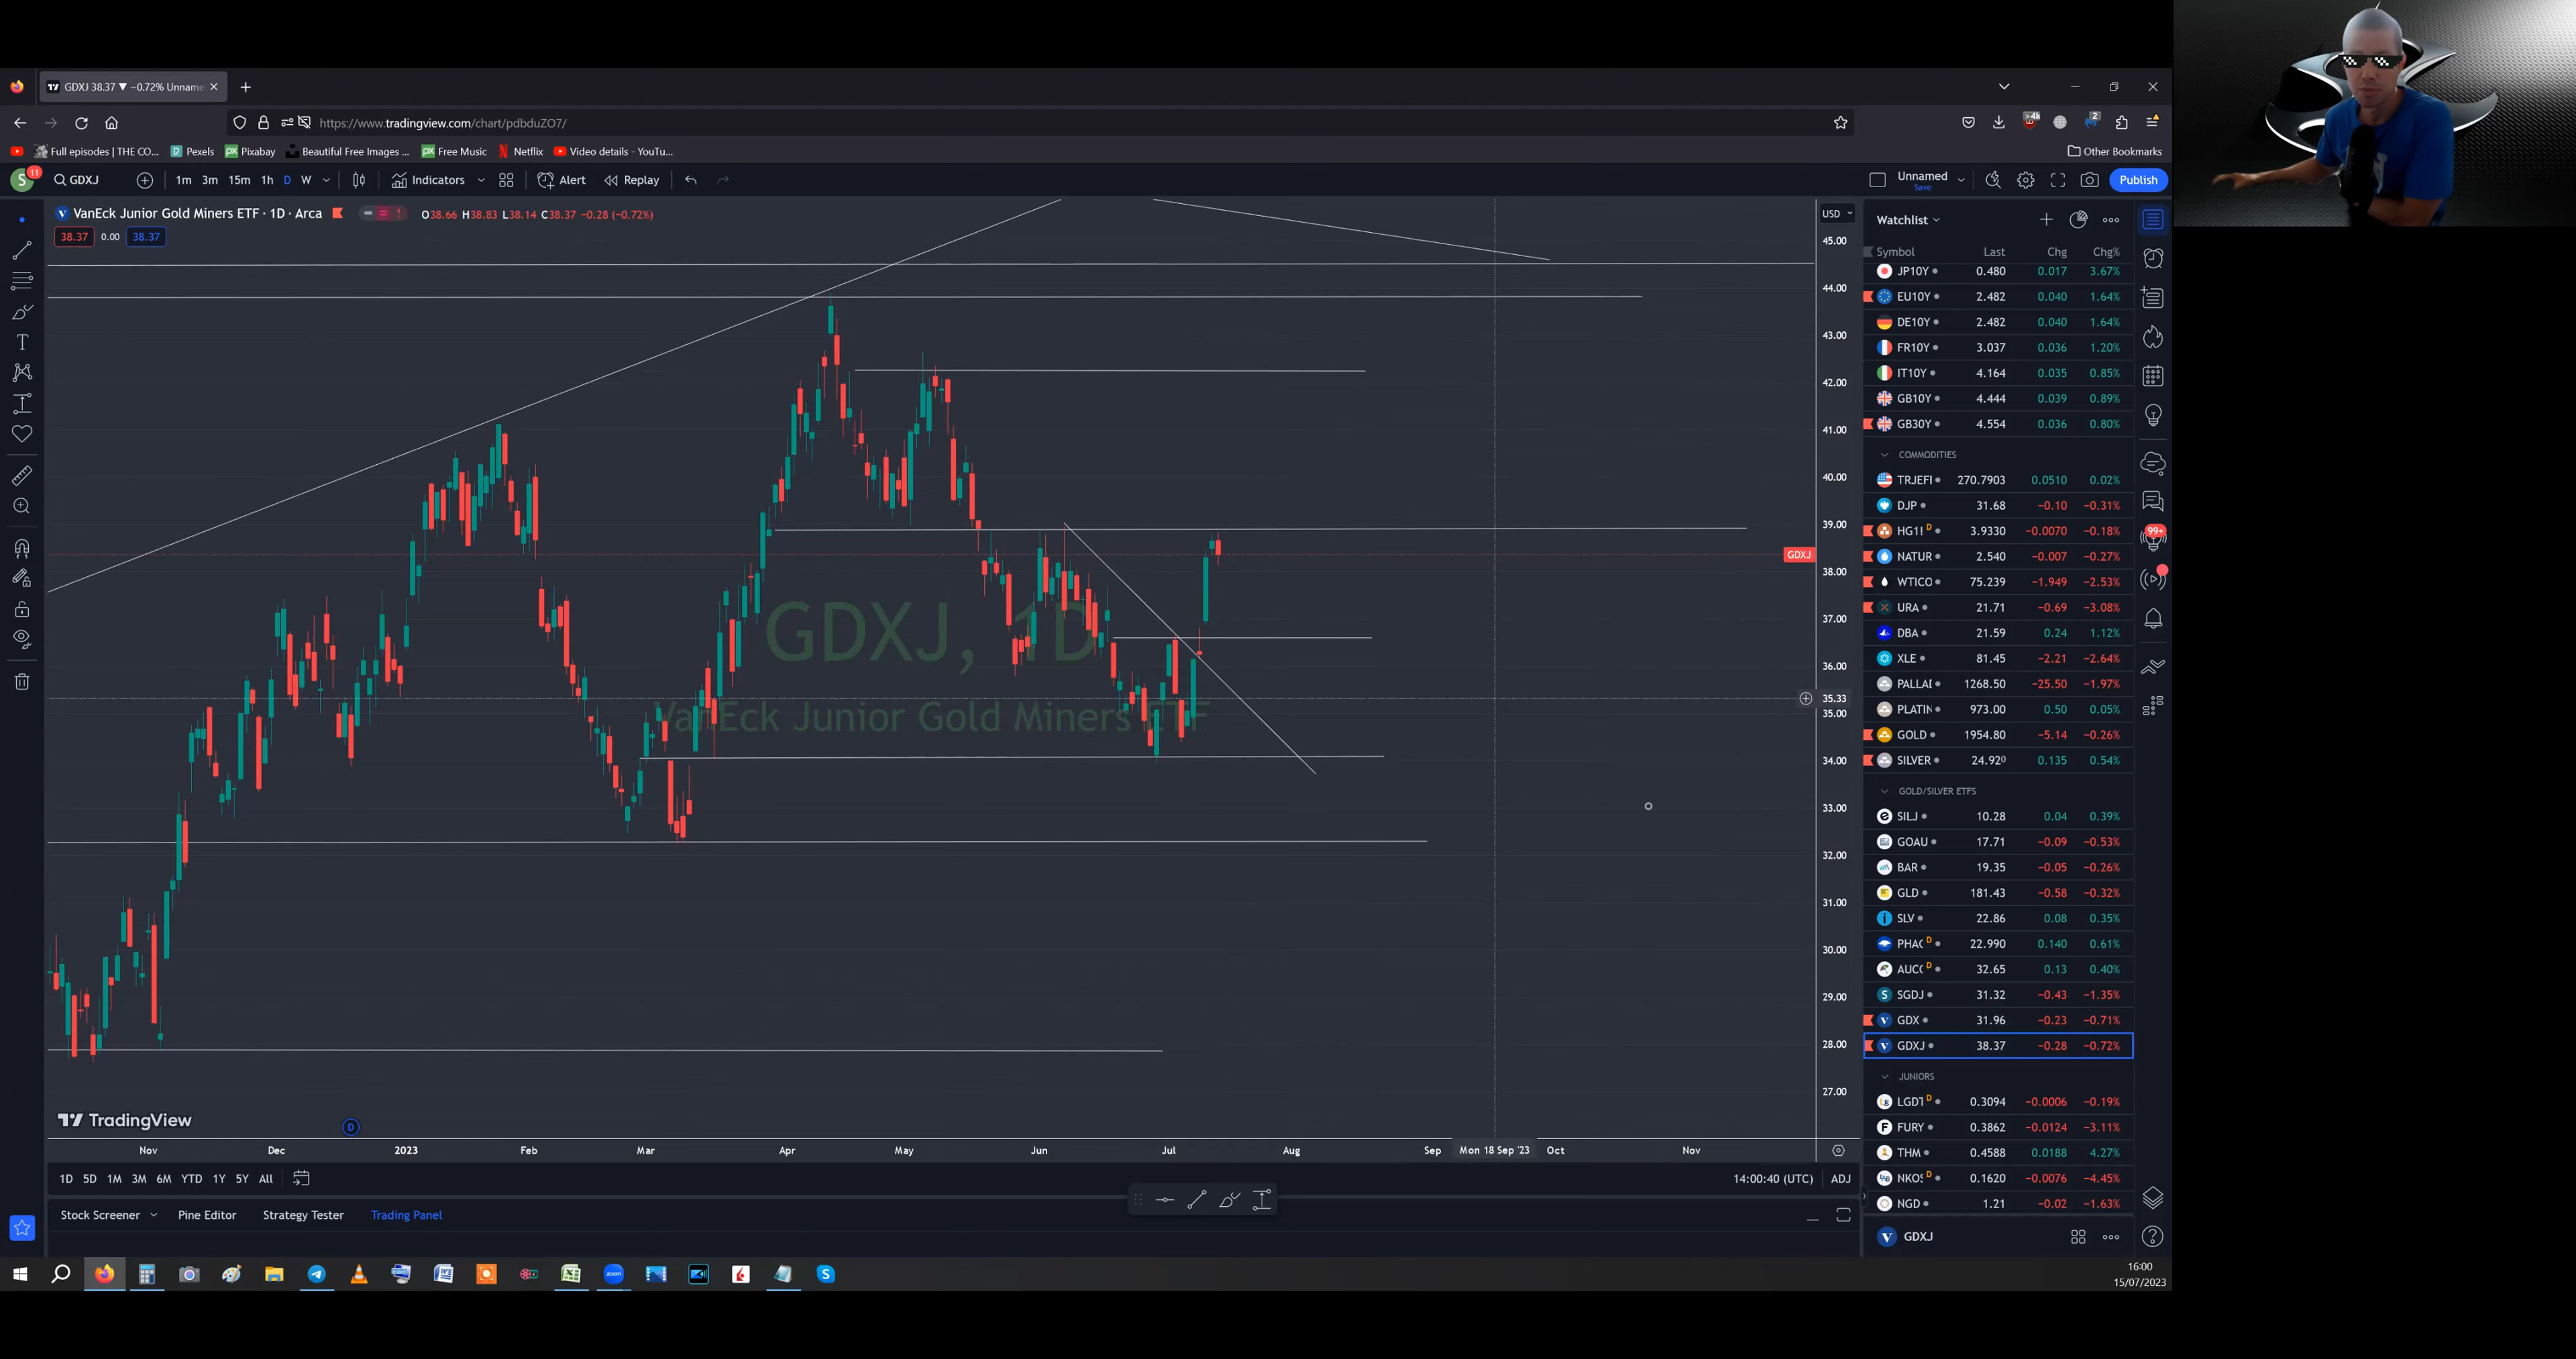 GDXJ 38.37 ▼ −0.72% Unname
https://www.tradingview.com/chart/pdbduZO7/
>4k
2
Full episodes | THE CO... Pexels Pixabay Beautiful Free Images ... Free Music Netflix Video details - YouTu...
Other Bookmarks
S 11 GDXJ 1m 3m 15m 1h D W Indicators Alert Replay
Unnamed
Save
Publish
VanEck Junior Gold Miners ETF · 1D · Arca
O38.66 H38.83 L38.14 C38.37 −0.28 (−0.72%)
38.37 0.00 38.37
USD
45.00
44.00
43.00
42.00
41.00
40.00
39.00
GDXJ
38.00
37.00
36.00
35.33
35.00
34.00
33.00
32.00
31.00
30.00
29.00
28.00
27.00
GDXJ, 1D
VanEck Junior Gold Miners ETF
TradingView
D
Nov Dec 2023 Feb Mar Apr May Jun Jul Aug Sep Mon 18 Sep '23 Oct Nov
1D 5D 1M 3M 6M YTD 1Y 5Y All
14:00:40 (UTC) ADJ
Stock Screener Pine Editor Strategy Tester Trading Panel
Watchlist
Symbol Last Chg Chg%
JP10Y 0.480 0.017 3.67%
EU10Y 2.482 0.040 1.64%
DE10Y 2.482 0.040 1.64%
FR10Y 3.037 0.036 1.20%
IT10Y 4.164 0.035 0.85%
GB10Y 4.444 0.039 0.89%
GB30Y 4.554 0.036 0.80%
COMMODITIES
TRJEFI 270.7903 0.0510 0.02%
DJP 31.68 −0.10 −0.31%
HG1! D 3.9330 −0.0070 −0.18%
NATUR 2.540 −0.007 −0.27%
WTICO 75.239 −1.949 −2.53%
URA 21.71 −0.69 −3.08%
DBA 21.59 0.24 1.12%
XLE 81.45 −2.21 −2.64%
PALLAD 1268.50 −25.50 −1.97%
PLATIN 973.00 0.50 0.05%
GOLD 1954.80 −5.14 −0.26%
SILVER 24.920 0.135 0.54%
GOLD/SILVER ETFS
SILJ 10.28 0.04 0.39%
GOAU 17.71 −0.09 −0.53%
BAR 19.35 −0.05 −0.26%
GLD 181.43 −0.58 −0.32%
SLV 22.86 0.08 0.35%
PHAG D 22.990 0.140 0.61%
AUCO D 32.65 0.13 0.40%
SGDJ 31.32 −0.43 −1.35%
GDX 31.96 −0.23 −0.71%
GDXJ 38.37 −0.28 −0.72%
JUNIORS
LGDT D 0.3094 −0.0006 −0.19%
FURY 0.3862 −0.0124 −3.11%
THM 0.4588 0.0188 4.27%
NKOS D 0.1620 −0.0076 −4.45%
NGD 1.21 −0.02 −1.63%
GDXJ
99+
zoom
16:00
15/07/2023